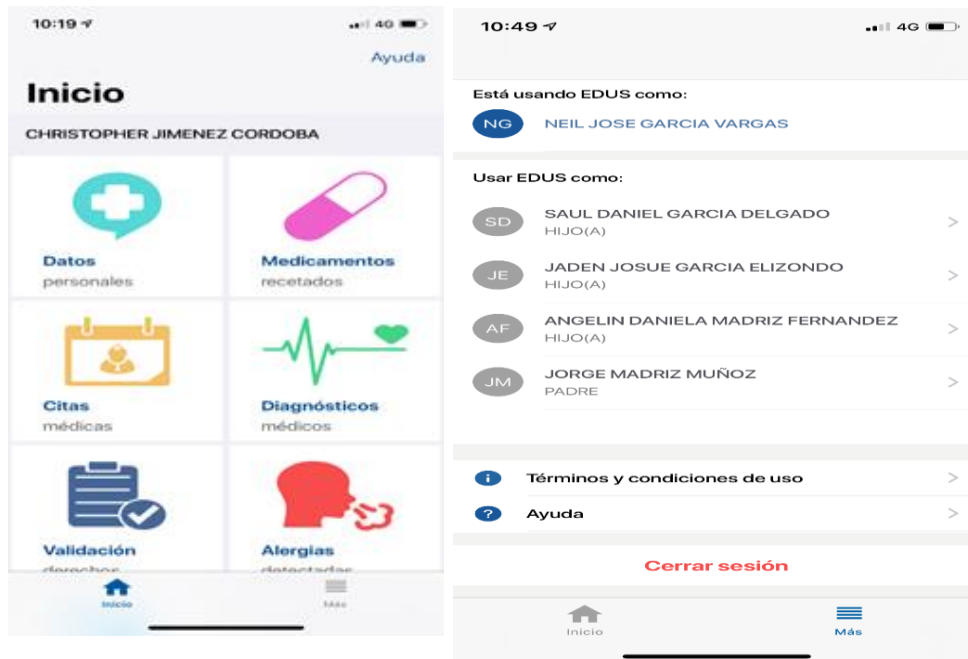 10:19
4G
Ayuda
Inicio
CHRISTOPHER JIMENEZ CORDOBA
Datos
personales
Medicamentos
recetados
Citas
médicas
Diagnósticos
médicos
Validación
derechos
Alergias
detectadas
Inicio
Más
10:49
4G
Está usando EDUS como:
NG
NEIL JOSE GARCIA VARGAS
Usar EDUS como:
SD
SAUL DANIEL GARCIA DELGADO
HIJO(A)
JE
JADEN JOSUE GARCIA ELIZONDO
HIJO(A)
AF
ANGELIN DANIELA MADRIZ FERNANDEZ
HIJO(A)
JM
JORGE MADRIZ MUÑOZ
PADRE
Términos y condiciones de uso
Ayuda
Cerrar sesión
Inicio
Más